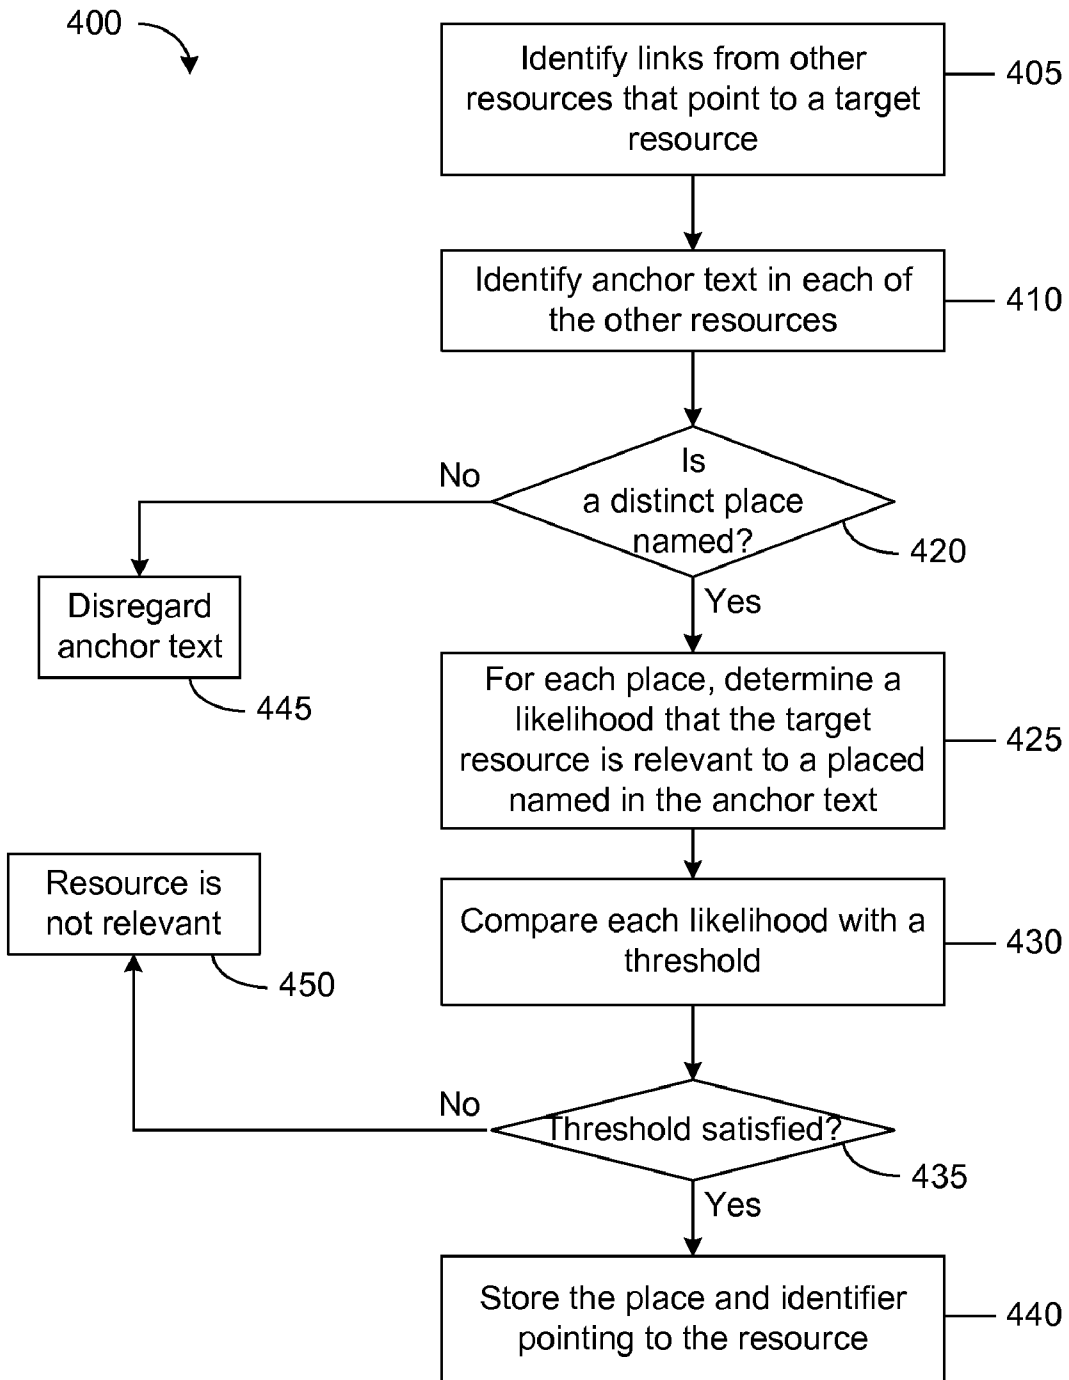 400
Identify links from other
resources that point to a target
resource
405
Identify anchor text in each of
the other resources
410
Is
a distinct place
named?
420
No
Yes
Disregard
anchor text
445
For each place, determine a
likelihood that the target
resource is relevant to a placed
named in the anchor text
425
Resource is
not relevant
450
Compare each likelihood with a
threshold
430
Threshold satisfied?
435
No
Yes
Store the place and identifier
pointing to the resource
440